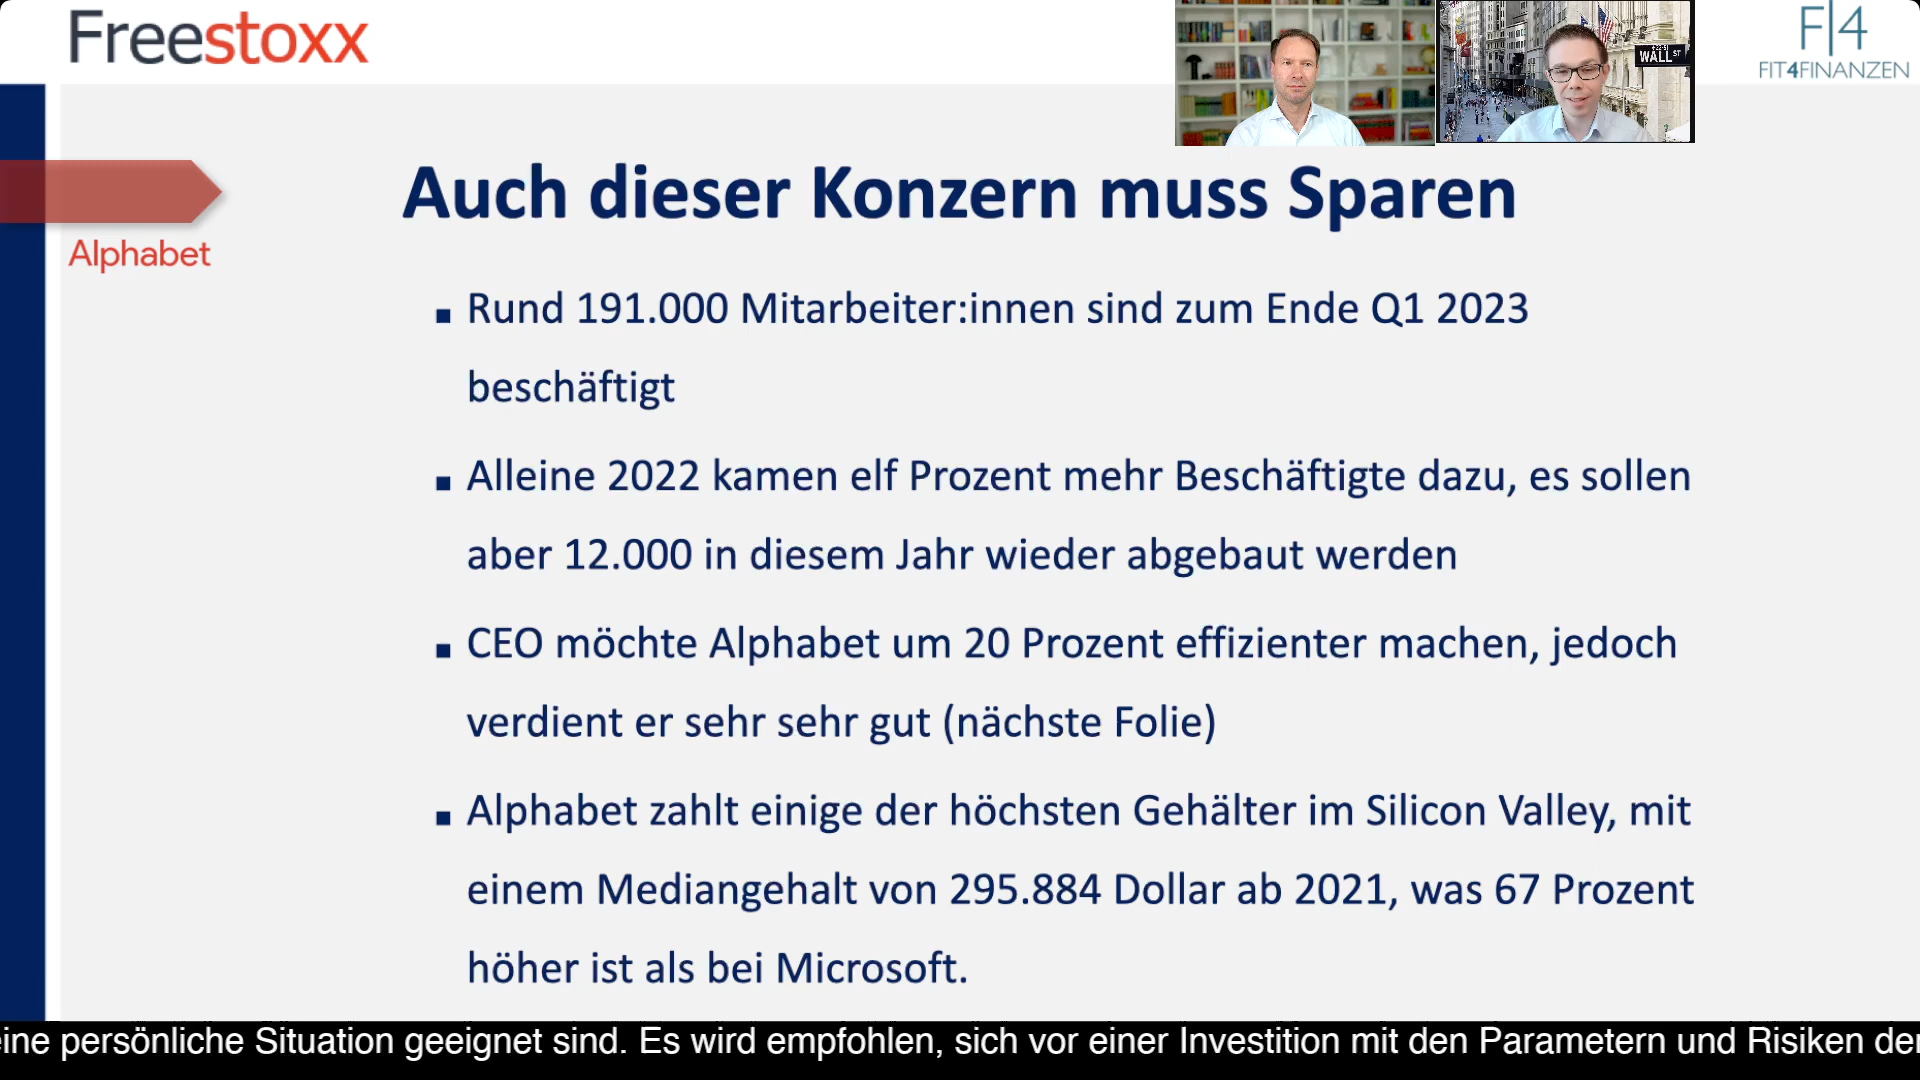 Freestoxx
WALL ST
F|4
FIT4FINANZEN
Auch dieser Konzern muss Sparen
Alphabet
▪ Rund 191.000 Mitarbeiter:innen sind zum Ende Q1 2023
beschäftigt
▪ Alleine 2022 kamen elf Prozent mehr Beschäftigte dazu, es sollen
aber 12.000 in diesem Jahr wieder abgebaut werden
▪ CEO möchte Alphabet um 20 Prozent effizienter machen, jedoch
verdient er sehr sehr gut (nächste Folie)
▪ Alphabet zahlt einige der höchsten Gehälter im Silicon Valley, mit
einem Mediangehalt von 295.884 Dollar ab 2021, was 67 Prozent
höher ist als bei Microsoft.
eine persönliche Situation geeignet sind. Es wird empfohlen, sich vor einer Investition mit den Parametern und Risiken der